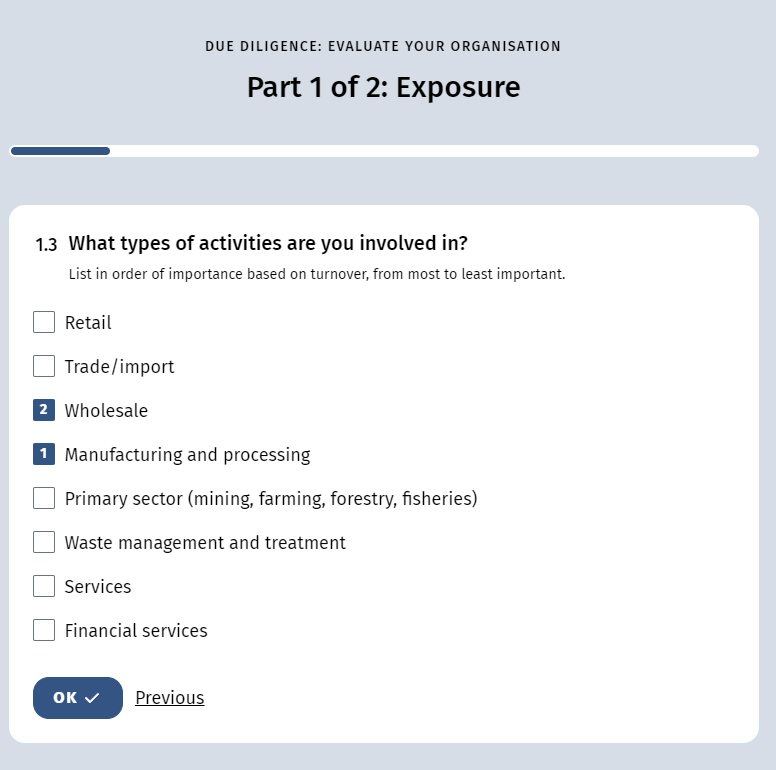 DUE DILIGENCE: EVALUATE YOUR ORGANISATION
Part 1 of 2: Exposure
1.3 What types of activities are you involved in?
List in order of importance based on turnover, from most to least important.
Retail
Trade/import
2 Wholesale
1 Manufacturing and processing
Primary sector (mining, farming, forestry, fisheries)
Waste management and treatment
Services
Financial services
OK Previous